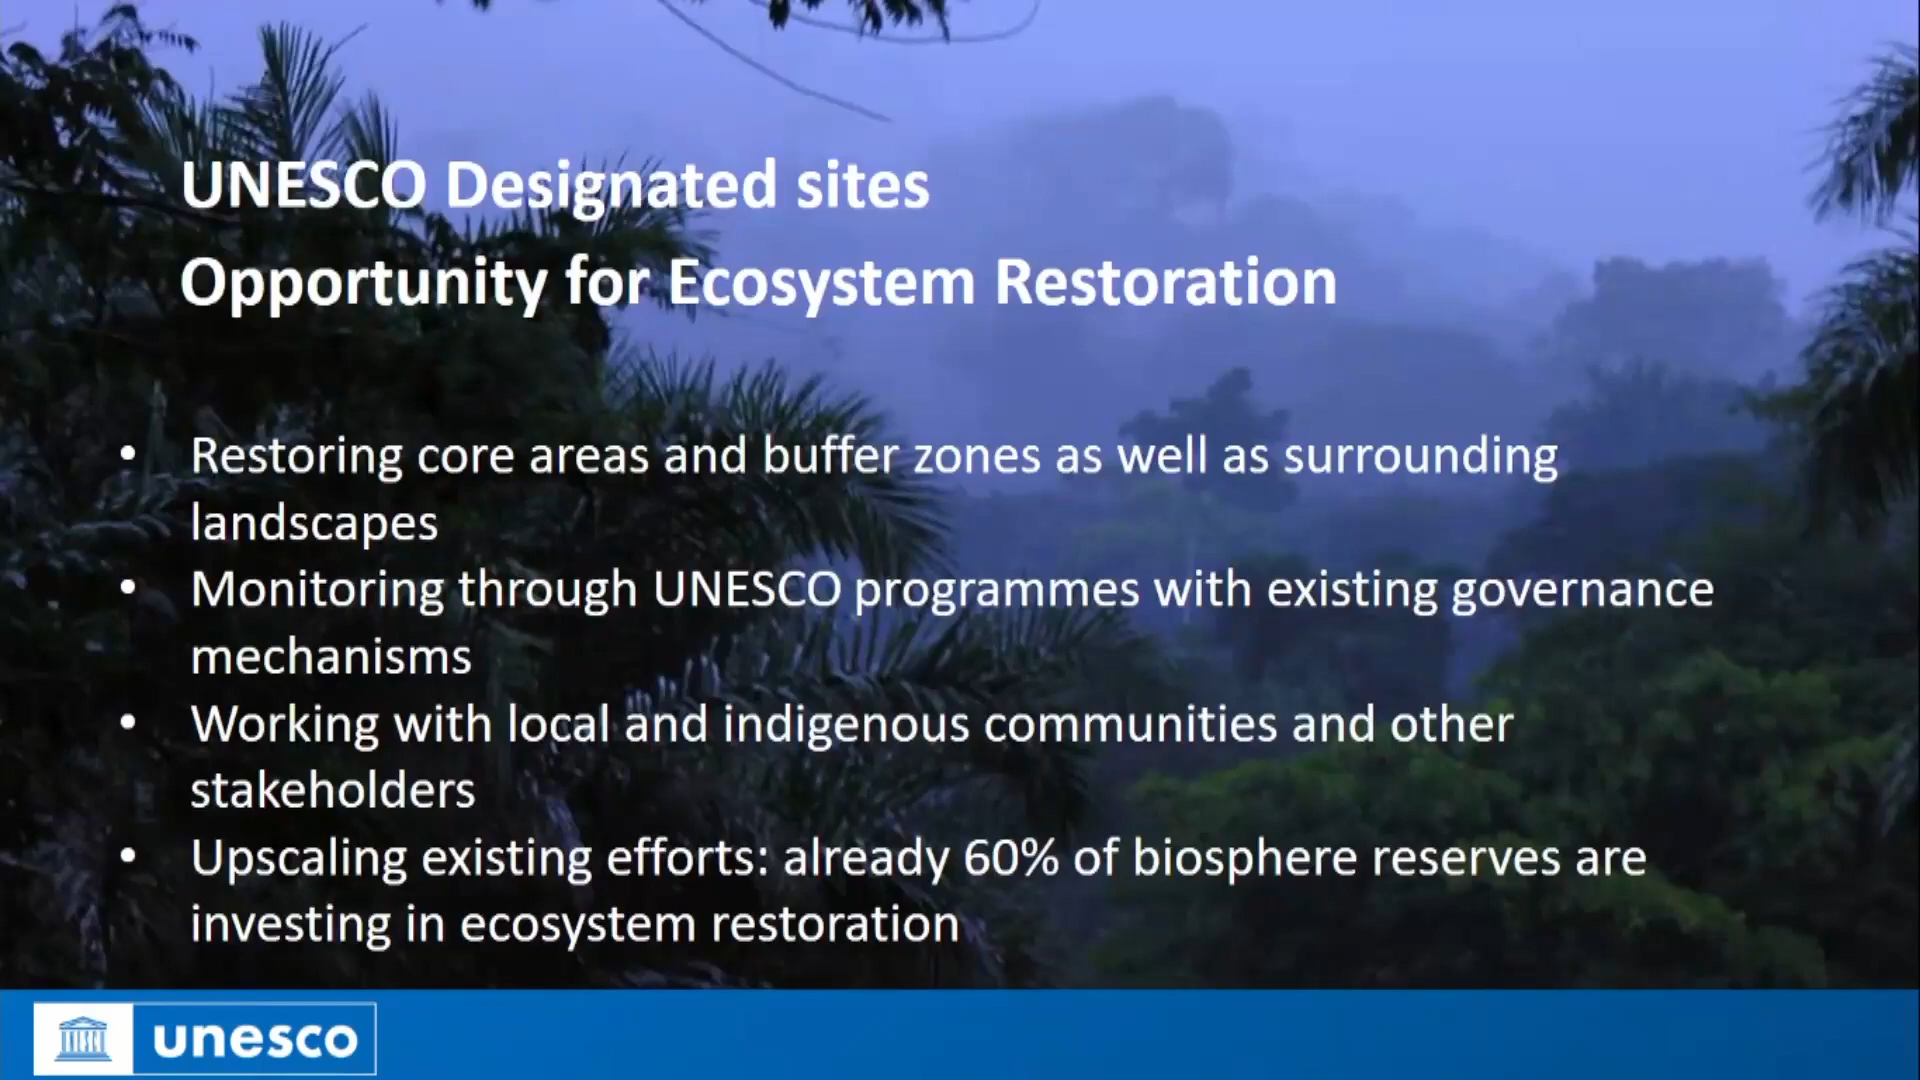 UNESCO Designated sites
Opportunity for Ecosystem Restoration
• Restoring core areas and buffer zones as well as surrounding
landscapes
• Monitoring through UNESCO programmes with existing governance
mechanisms
• Working with local and indigenous communities and other
stakeholders
• Upscaling existing efforts: already 60% of biosphere reserves are
investing in ecosystem restoration
unesco